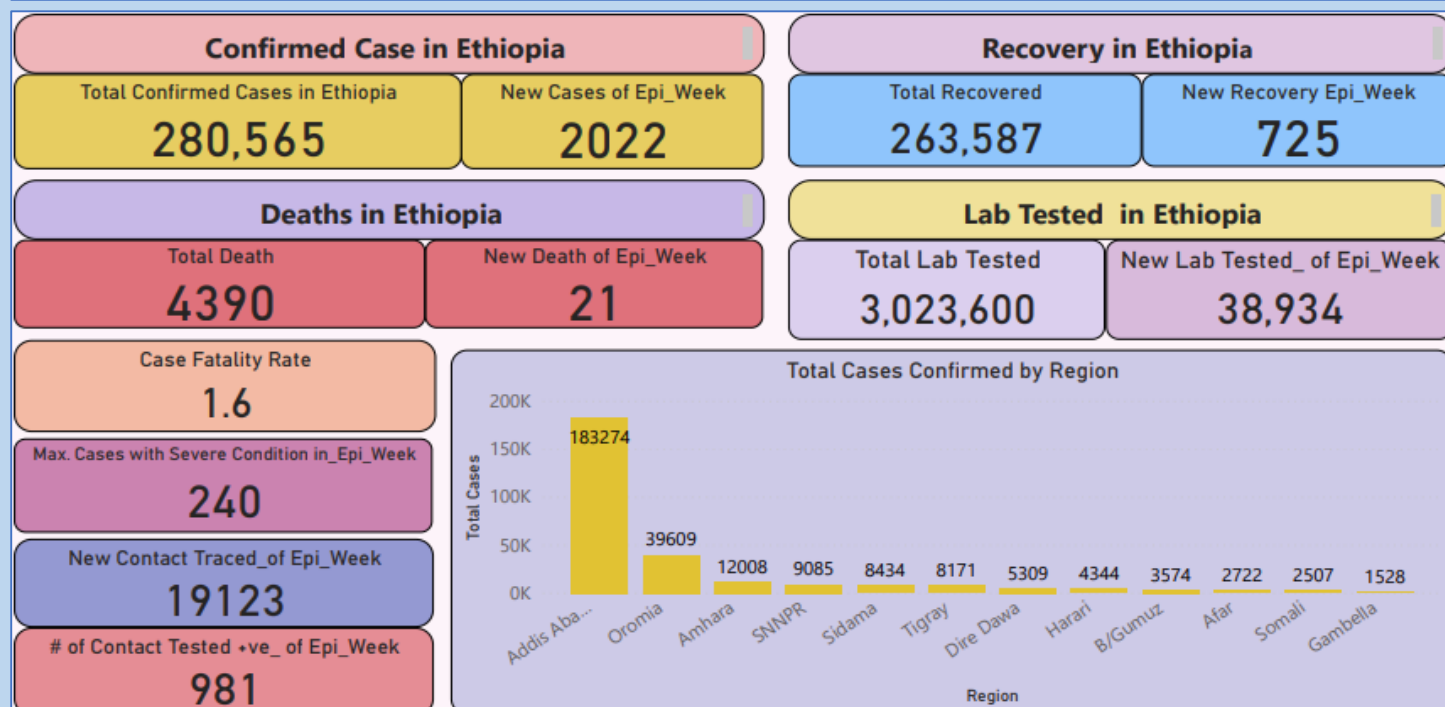 Confirmed Case in Ethiopia
Total Confirmed Cases in Ethiopia
280,565
New Cases of Epi_Week
2022
Recovery in Ethiopia
Total Recovered
263,587
New Recovery Epi_Week
725
Deaths in Ethiopia
Total Death
4390
New Death of Epi_Week
21
Lab Tested in Ethiopia
Total Lab Tested
3,023,600
New Lab Tested_ of Epi_Week
38,934
Case Fatality Rate
1.6
Max. Cases with Severe Condition in_Epi_Week
240
New Contact Traced_of Epi_Week
19123
# of Contact Tested +ve_ of Epi_Week
981
Total Cases Confirmed by Region
Total Cases
200K
150K
100K
50K
0K
183274
39609
12008
9085
8434
8171
5309
4344
3574
2722
2507
1528
Addis Aba...
Oromia
Amhara
SNNPR
Sidama
Tigray
Dire Dawa
Harari
B/Gumuz
Afar
Somali
Gambella
Region